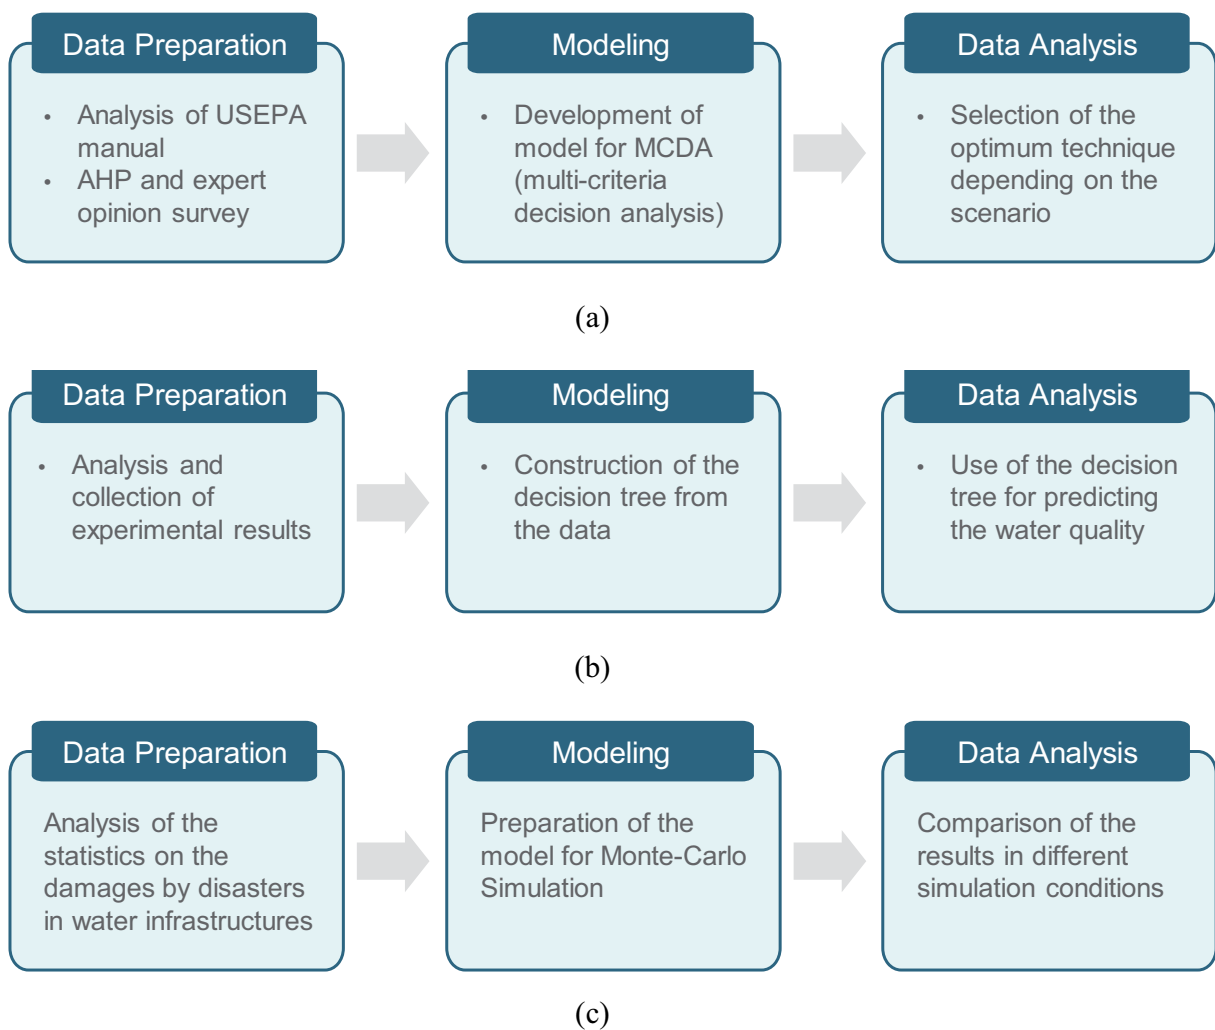 Data Preparation
• Analysis of USEPA
manual
• AHP and expert
opinion survey
Modeling
• Development of
model for MCDA
(multi-criteria
decision analysis)
Data Analysis
• Selection of the
optimum technique
depending on the
scenario
(a)
Data Preparation
• Analysis and
collection of
experimental results
Modeling
• Construction of the
decision tree from
the data
Data Analysis
• Use of the decision
tree for predicting
the water quality
(b)
Data Preparation
Analysis of the
statistics on the
damages by disasters
in water infrastructures
Modeling
Preparation of the
model for Monte-Carlo
Simulation
Data Analysis
Comparison of the
results in different
simulation conditions
(c)